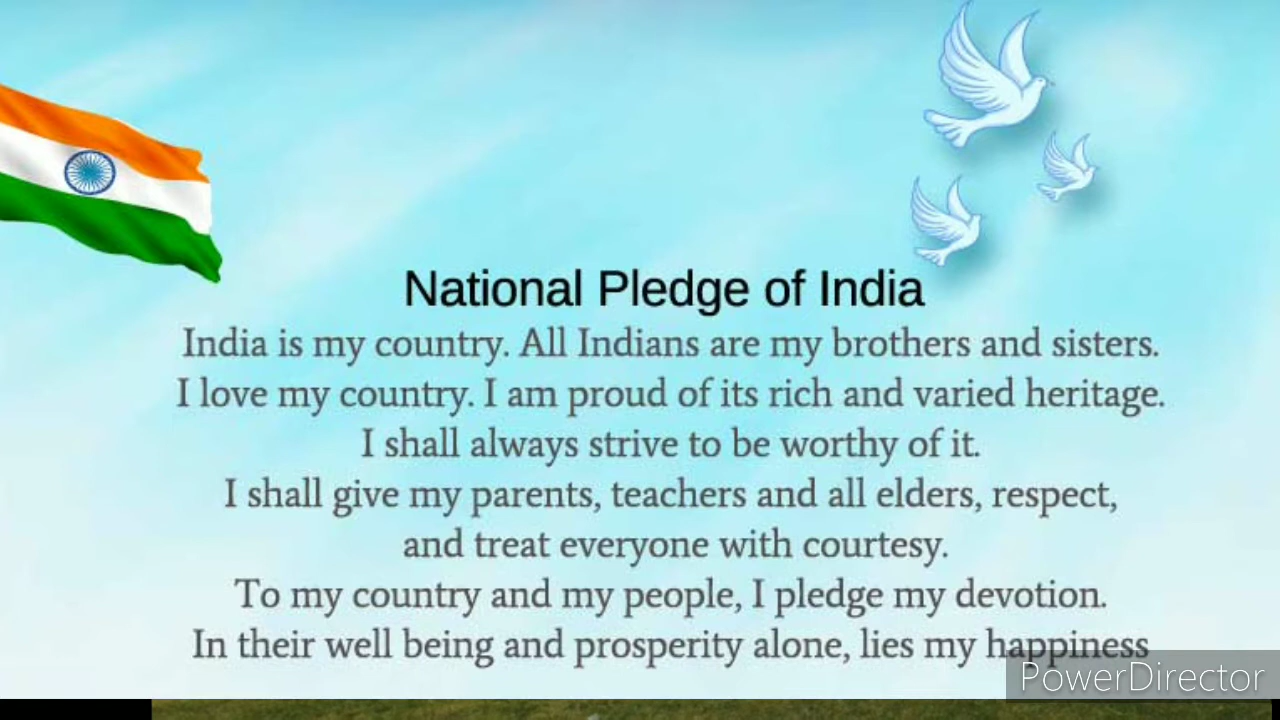 National Pledge of India
India is my country. All Indians are my brothers and sisters.
I love my country. I am proud of its rich and varied heritage.
I shall always strive to be worthy of it.
I shall give my parents, teachers and all elders, respect,
and treat everyone with courtesy.
To my country and my people, I pledge my devotion.
In their well being and prosperity alone, lies my happiness
PowerDirector